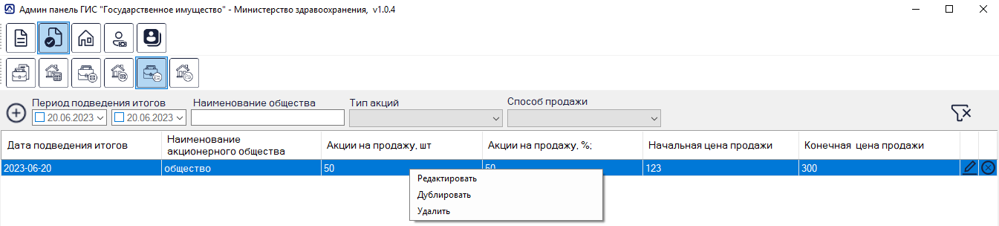 Админ панель ГИС "Государственное имущество" - Министерство здравоохранения, v1.0.4
Период подведения итогов
Наименование общества
Тип акций
Способ продажи
20.06.2023
20.06.2023
Дата подведения итогов
Наименование
акционерного общества
Акции на продажу, шт
Акции на продажу, %;
Начальная цена продажи
Конечная цена продажи
2023-06-20
общество
50
50
123
300
Редактировать
Дублировать
Удалить